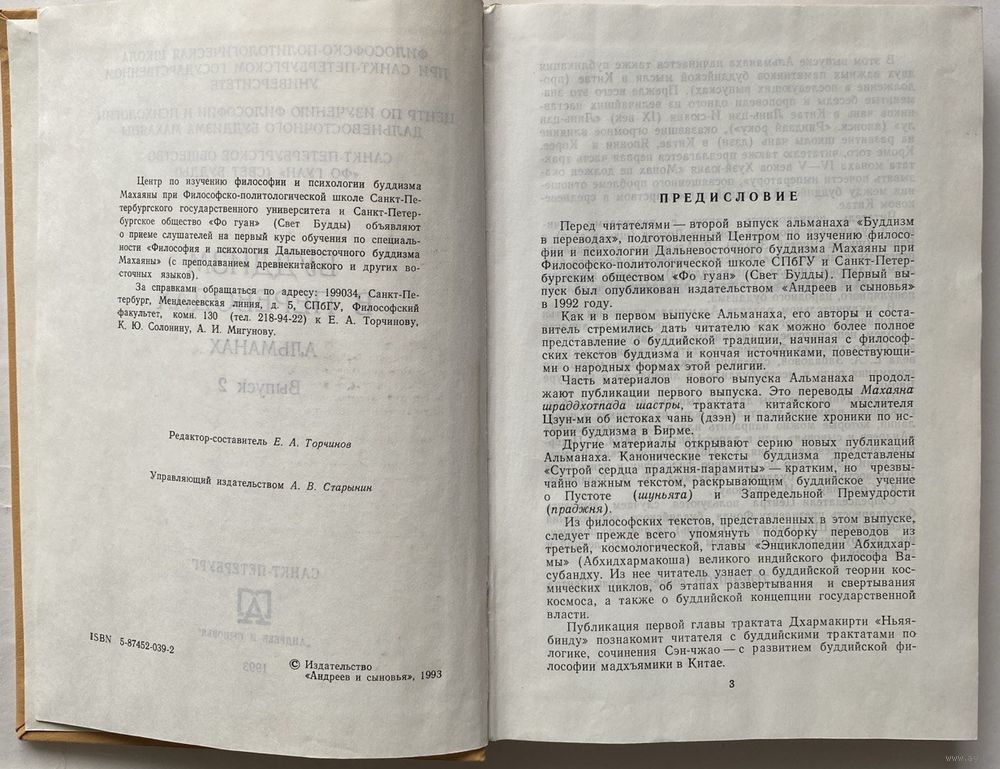 Центр по изучению философии и психологии буддизма
Махаяны при Философско-политологической школе Санкт-Пе-
тербургского государственного университета и Санкт-Петер-
бургское общество «Фо гуан» (Свет Будды) объявляют
о приеме слушателей на первый курс обучения по специаль-
ности «Философия и психология Дальневосточного буддизма
Махаяны» (с преподаванием древнекитайского и других во-
сточных языков).
За справками обращаться по адресу: 199034, Санкт-Пе-
тербург, Менделеевская линия, д. 5, СПбГУ, Философский
факультет, комн. 130 (тел. 218-94-22) к Е. А. Торчинову,
К. Ю. Солонину, А. И. Мигунову.
Редактор-составитель Е. А. Торчинов
Управляющий издательством А. В. Старынин
ISBN 5-87452-039-2
© Издательство
«Андреев и сыновья», 1993
ПРЕДИСЛОВИЕ
Перед читателями — второй выпуск альманаха «Буддизм
в переводах», подготовленный Центром по изучению филосо-
фии и психологии Дальневосточного буддизма Махаяны при
Философско-политологической школе СПбГУ и Санкт-Петер-
бургским обществом «Фо гуан» (Свет Будды). Первый вы-
пуск был опубликован издательством «Андреев и сыновья»
в 1992 году.
Как и в первом выпуске Альманаха, его авторы и соста-
витель стремились дать читателю как можно более полное
представление о буддийской традиции, начиная с философ-
ских текстов буддизма и кончая источниками, повествующи-
ми о народных формах этой религии.
Часть материалов нового выпуска Альманаха продол-
жают публикации первого выпуска. Это переводы Махаяна
шраддхотпада шастры, трактата китайского мыслителя
Цзун-ми об истоках чань (дзэн) и палийские хроники по ис-
тории буддизма в Бирме.
Другие материалы открывают серию новых публикаций
Альманаха. Канонические тексты буддизма представлены
«Сутрой сердца праджня-парамиты» — кратким, но чрезвы-
чайно важным текстом, раскрывающим буддийское учение
о Пустоте (шуньята) и Запредельной Премудрости
(праджня).
Из философских текстов, представленных в этом выпуске,
следует прежде всего упомянуть подборку переводов из
третьей, космологической, главы «Энциклопедии Абхидхар-
мы» (Абхидхармакоша) великого индийского философа Ва-
субандху. Из нее читатель узнает о буддийской теории кос-
мических циклов, об этапах развертывания и свертывания
космоса, а также о буддийской концепции государственной
власти.
Публикация первой главы трактата Дхармакирти «Ньяя-
бинду» познакомит читателя с буддийскими трактатами по
логике, сочинения Сэн-чжао — с развитием буддийской фи-
лософии мадхъямики в Китае.
3